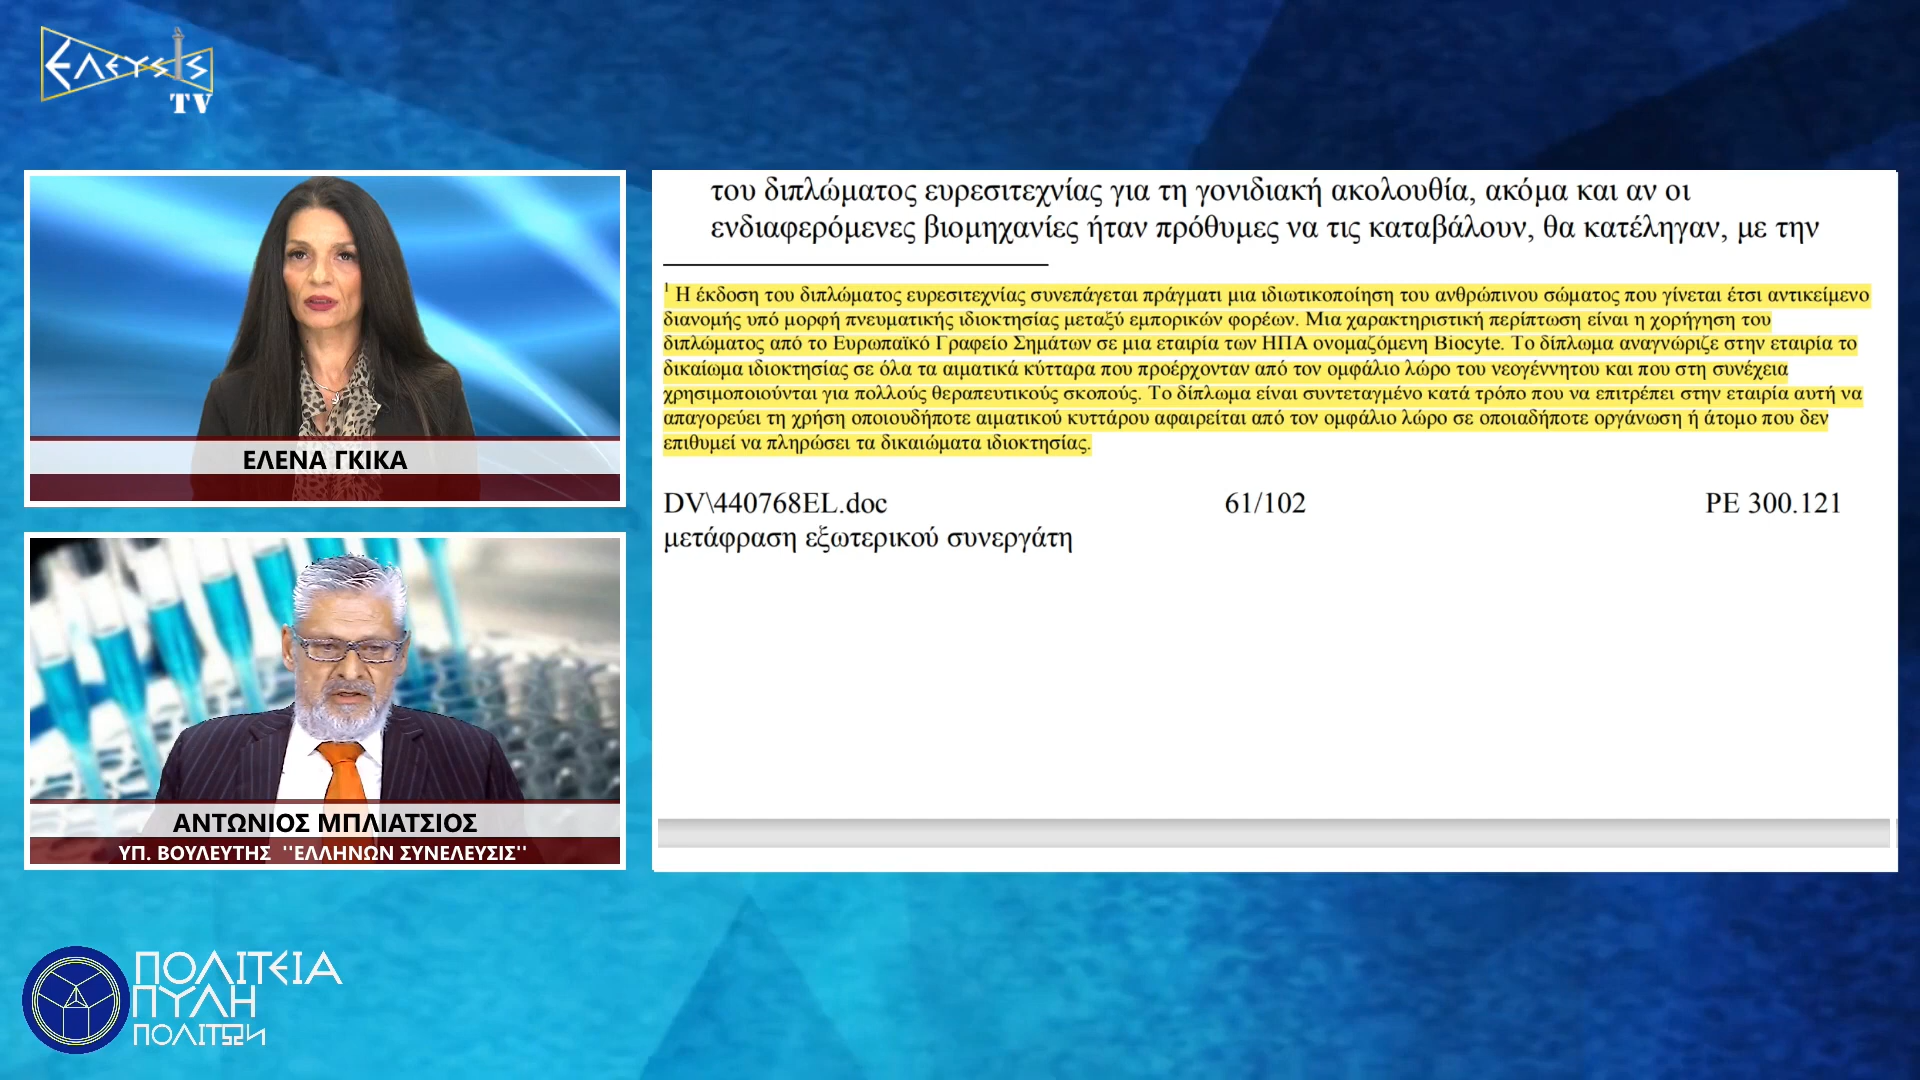 ΕΛΕΥSΙS
TV
ΕΛΕΝΑ ΓΚΙΚΑ
ΑΝΤΩΝΙΟΣ ΜΠΛΙΑΤΣΙΟΣ
ΥΠ. ΒΟΥΛΕΥΤΗΣ ''ΕΛΛΗΝΩΝ ΣΥΝΕΛΕΥΣΙΣ''
του διπλώματος ευρεσιτεχνίας για τη γονιδιακή ακολουθία, ακόμα και αν οι
ενδιαφερόμενες βιομηχανίες ήταν πρόθυμες να τις καταβάλουν, θα κατέληγαν, με την
1 Η έκδοση του διπλώματος ευρεσιτεχνίας συνεπάγεται πράγματι μια ιδιωτικοποίηση του ανθρώπινου σώματος που γίνεται έτσι αντικείμενο
διανομής υπό μορφή πνευματικής ιδιοκτησίας μεταξύ εμπορικών φορέων. Μια χαρακτηριστική περίπτωση είναι η χορήγηση του
διπλώματος από το Ευρωπαϊκό Γραφείο Σημάτων σε μια εταιρία των ΗΠΑ ονομαζόμενη Biocyte. Το δίπλωμα αναγνώριζε στην εταιρία το
δικαίωμα ιδιοκτησίας σε όλα τα αιματικά κύτταρα που προέρχονταν από τον ομφάλιο λώρο του νεογέννητου και που στη συνέχεια
χρησιμοποιούνται για πολλούς θεραπευτικούς σκοπούς. Το δίπλωμα είναι συντεταγμένο κατά τρόπο που να επιτρέπει στην εταιρία αυτή να
απαγορεύει τη χρήση οποιουδήποτε αιματικού κυττάρου αφαιρείται από τον ομφάλιο λώρο σε οποιαδήποτε οργάνωση ή άτομο που δεν
επιθυμεί να πληρώσει τα δικαιώματα ιδιοκτησίας.
DV\440768EL.doc 61/102 PE 300.121
μετάφραση εξωτερικού συνεργάτη
ΠΟΛΙΤΕΙΑ
ΠΥΛΗ
ΠΟΛΙΤΩΝ